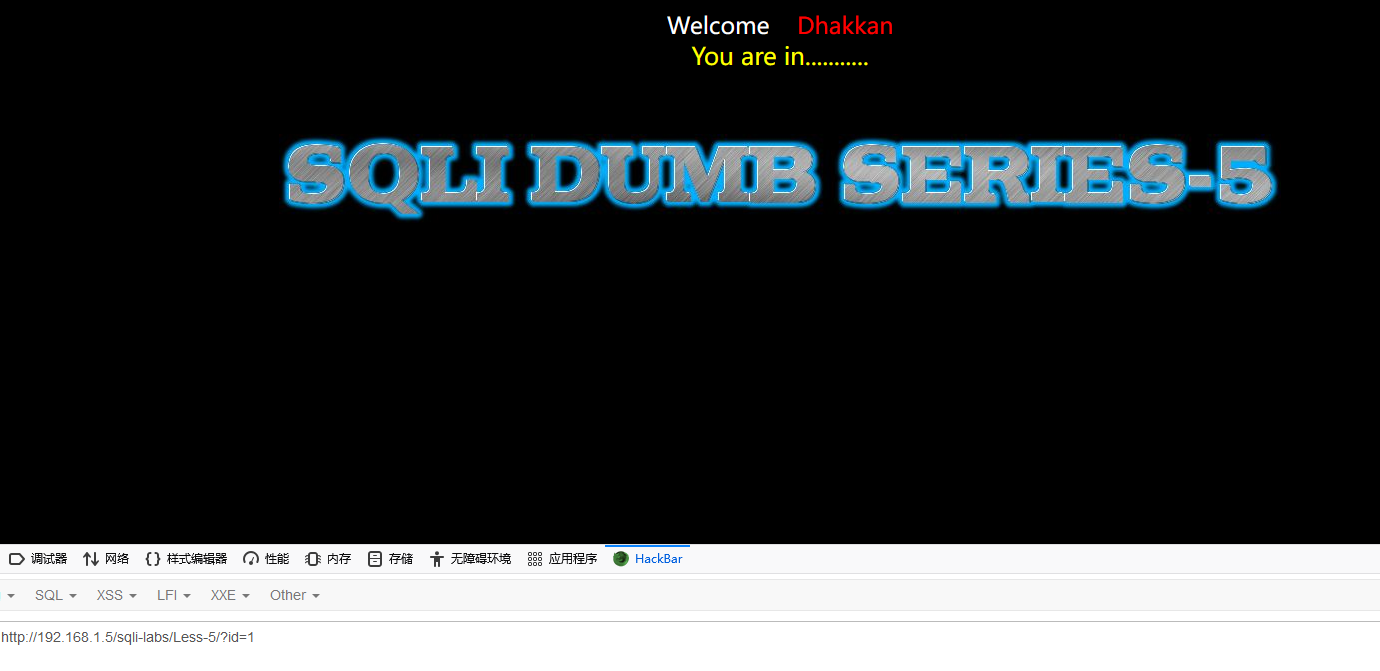 Welcome Dhakkan
You are in...........
SQLI DUMB SERIES-5
调试器 网络 样式编辑器 性能 内存 存储 无障碍环境 应用程序 HackBar
SQL XSS LFI XXE Other
http://192.168.1.5/sqli-labs/Less-5/?id=1